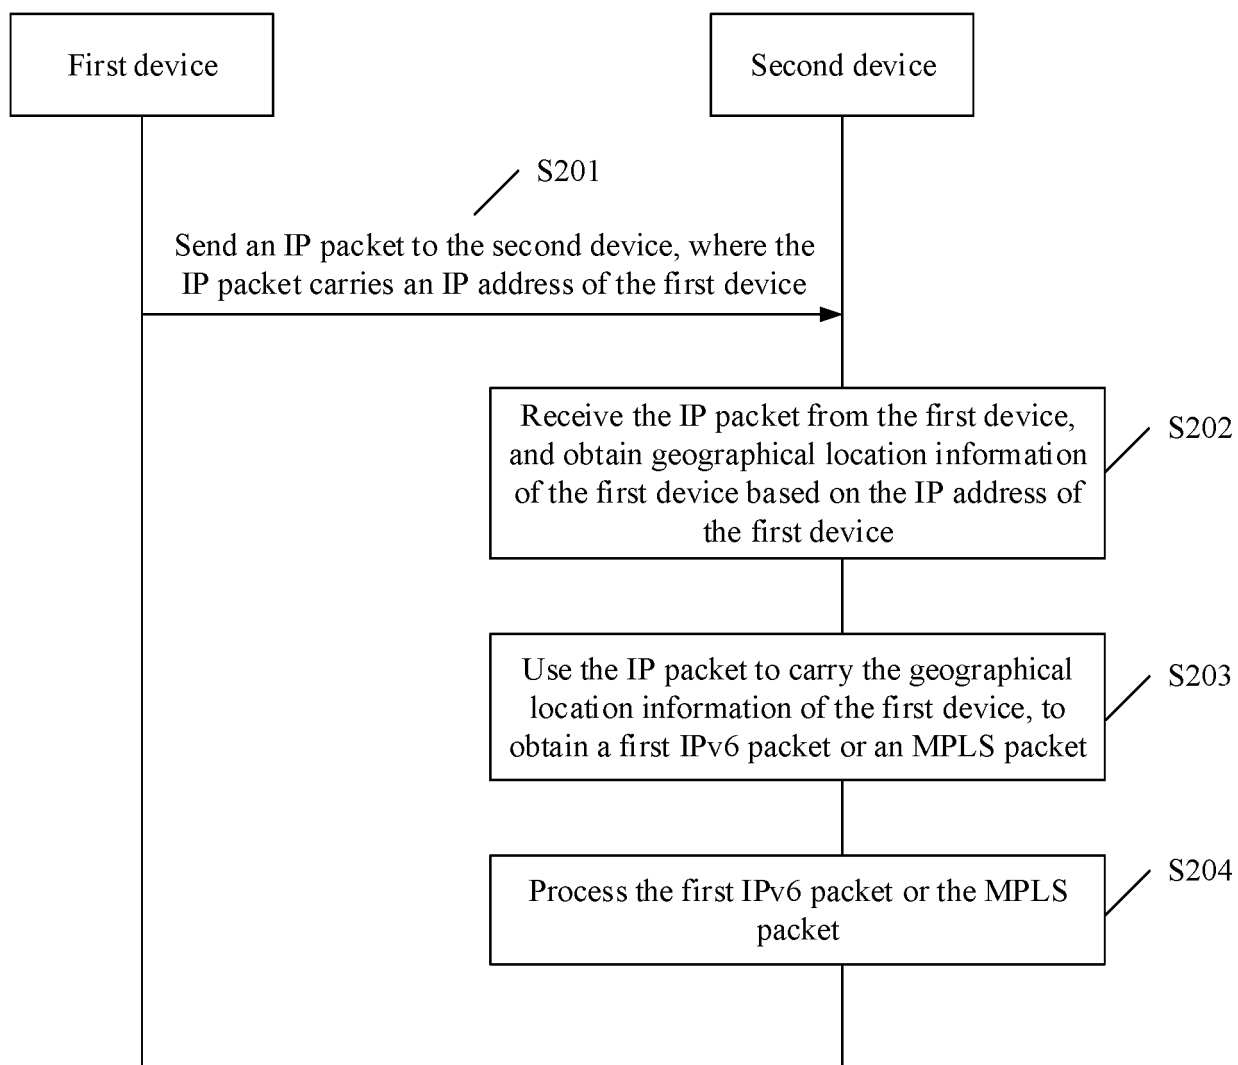 First device
Second device
S201
Send an IP packet to the second device, where the
IP packet carries an IP address of the first device
Receive the IP packet from the first device,
and obtain geographical location information
of the first device based on the IP address of
the first device
S202
Use the IP packet to carry the geographical
location information of the first device, to
obtain a first IPv6 packet or an MPLS packet
S203
Process the first IPv6 packet or the MPLS
packet
S204